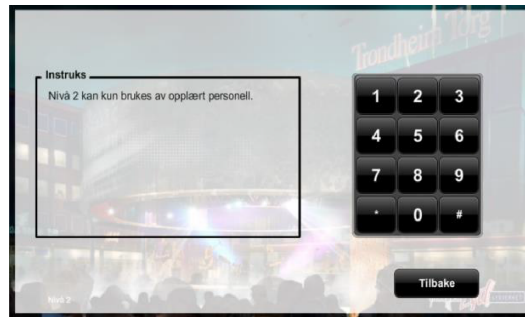 Trondheim Torg
Instruks
Nivå 2 kan kun brukes av opplært personell.
1 2 3
4 5 6
7 8 9
* 0 #
Tilbake
Nivå 2